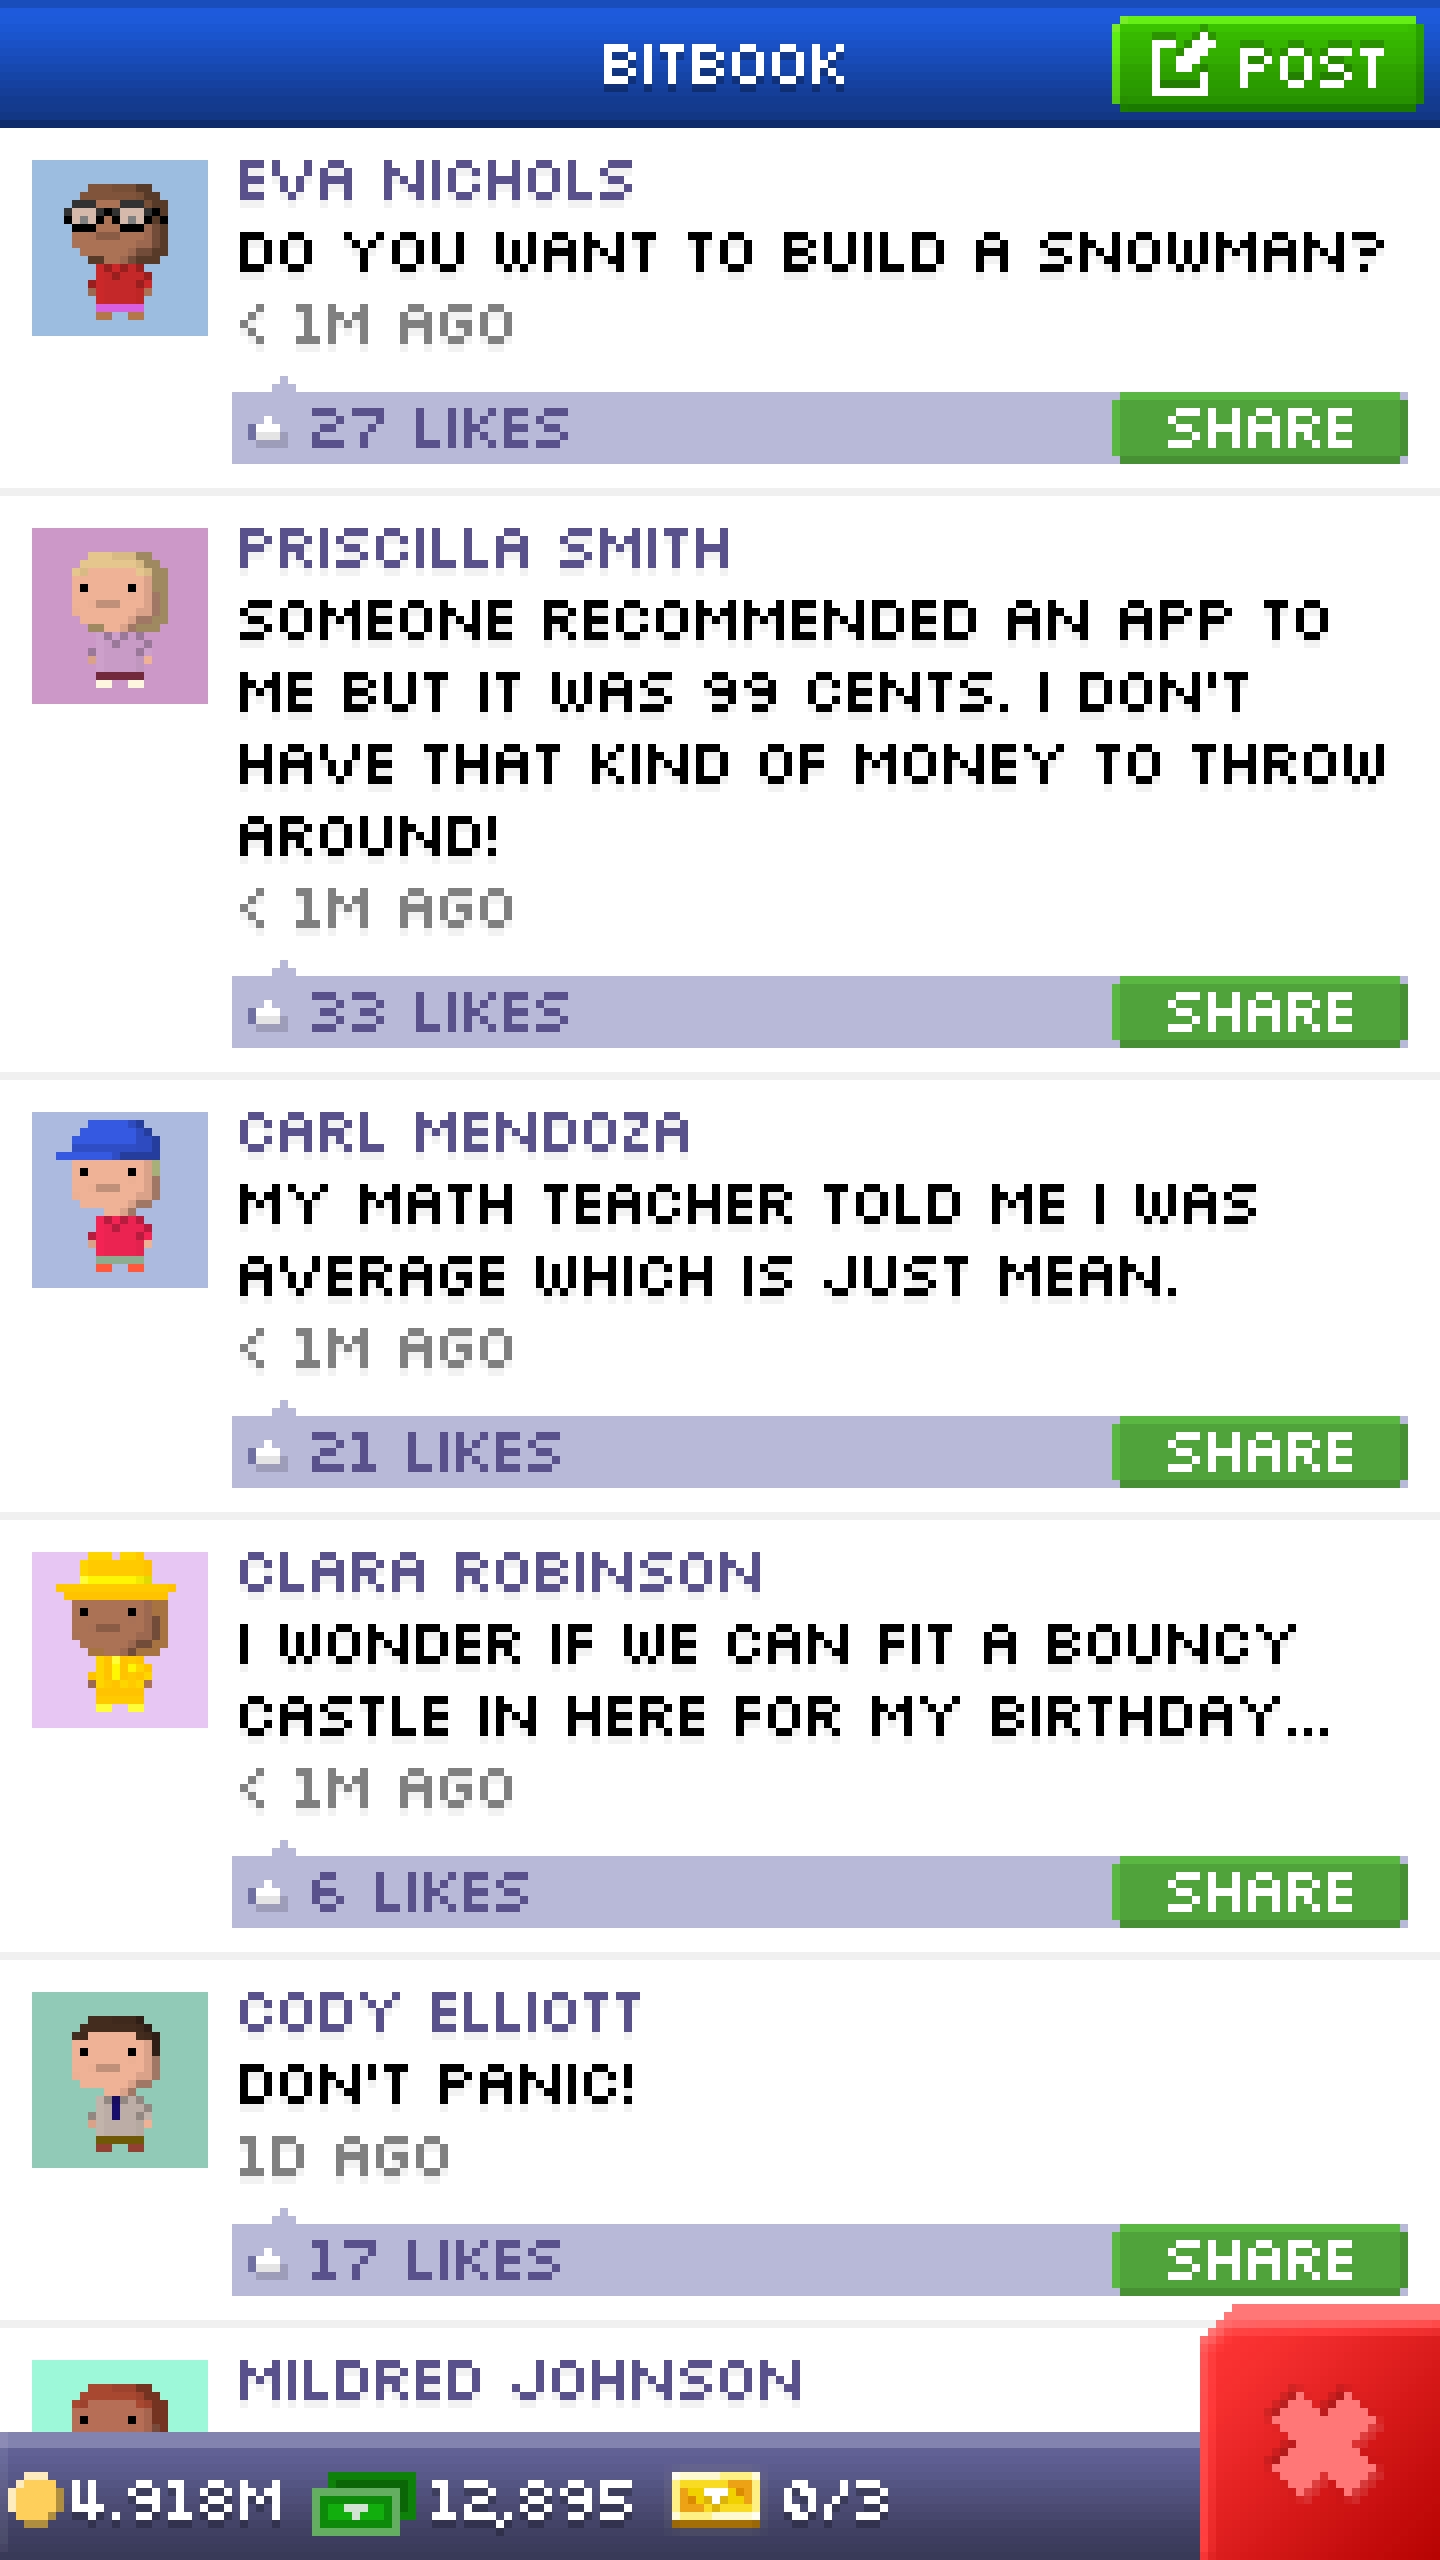 BITBOOK
POST
EVA NICHOLS
DO YOU WANT TO BUILD A SNOWMAN?
< 1M AGO
27 LIKES
SHARE
PRISCILLA SMITH
SOMEONE RECOMMENDED AN APP TO
ME BUT IT WAS 99 CENTS. I DON'T
HAVE THAT KIND OF MONEY TO THROW
AROUND!
< 1M AGO
33 LIKES
SHARE
CARL MENDOZA
MY MATH TEACHER TOLD ME I WAS
AVERAGE WHICH IS JUST MEAN.
< 1M AGO
21 LIKES
SHARE
CLARA ROBINSON
I WONDER IF WE CAN FIT A BOUNCY
CASTLE IN HERE FOR MY BIRTHDAY...
< 1M AGO
6 LIKES
SHARE
CODY ELLIOTT
DON'T PANIC!
1D AGO
17 LIKES
SHARE
MILDRED JOHNSON
4.918M
12,895
0/3